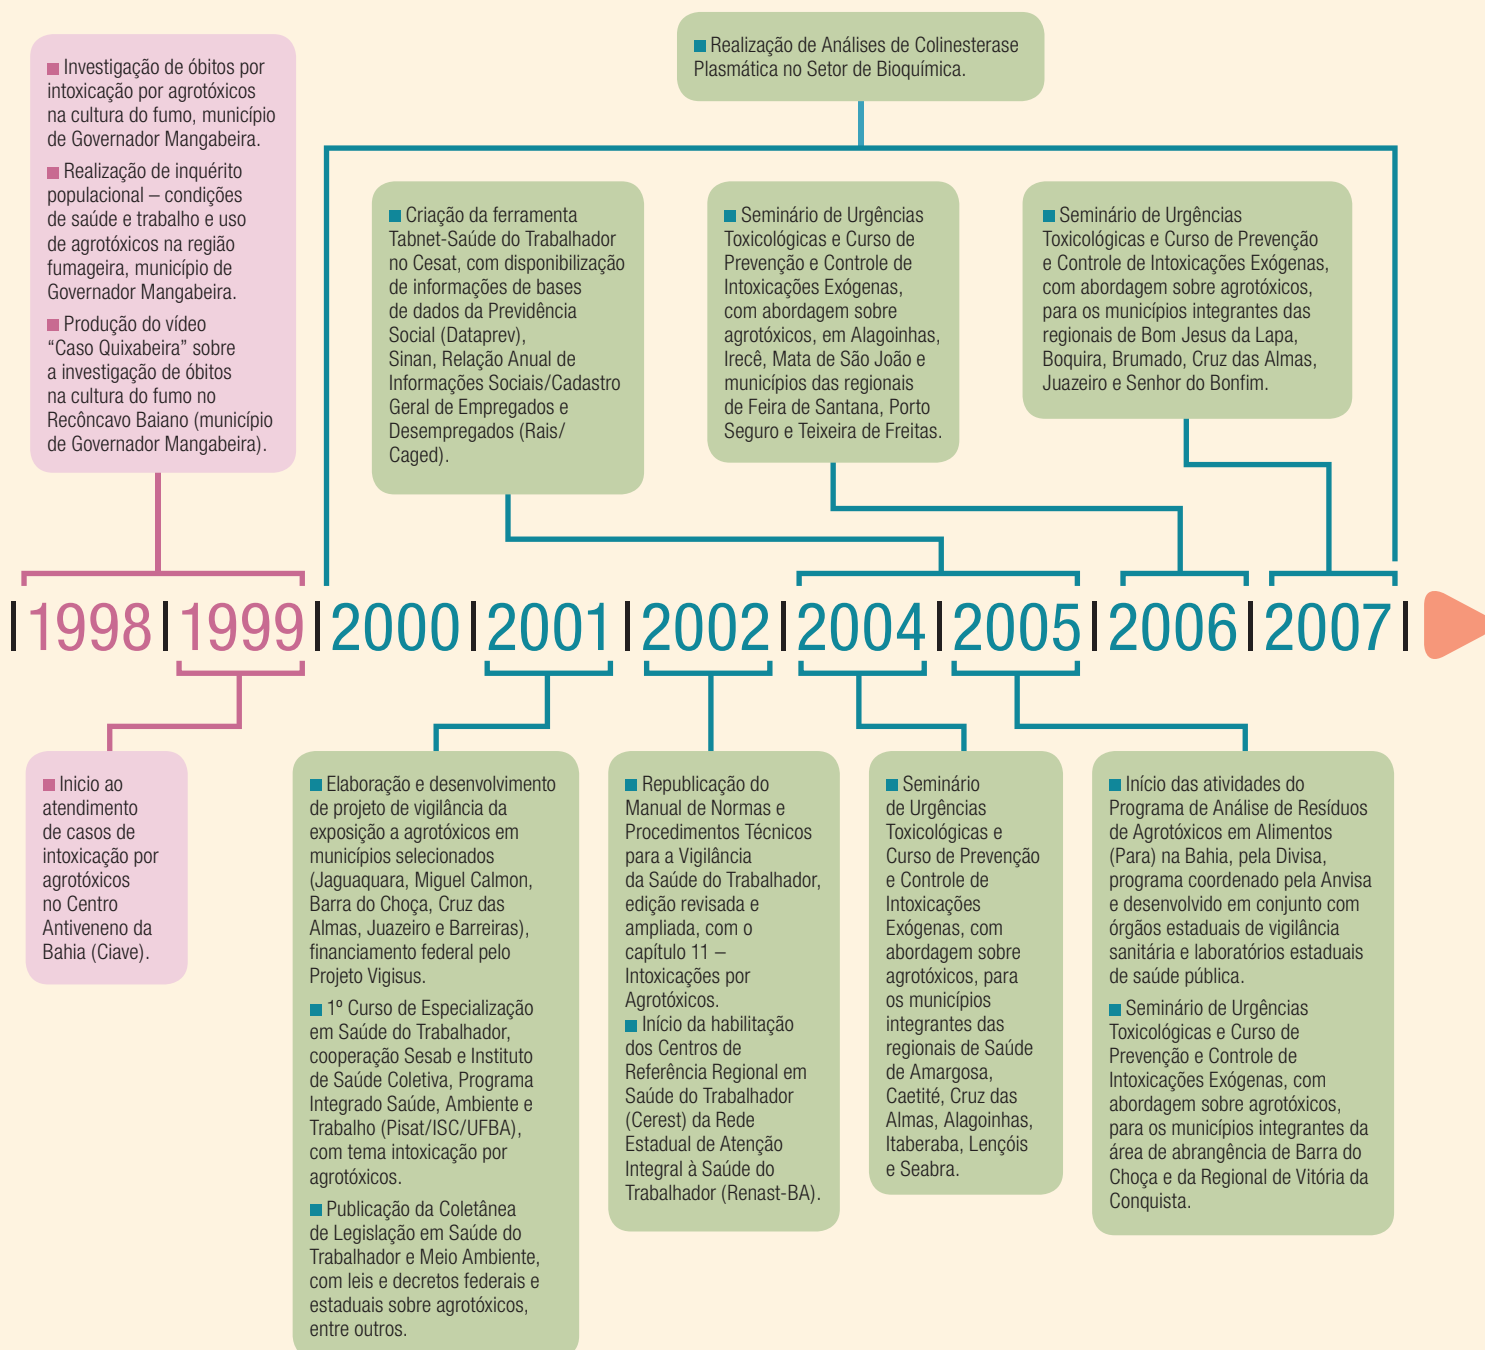 ■ Investigação de óbitos por
intoxicação por agrotóxicos
na cultura do fumo, município
de Governador Mangabeira.
■ Realização de inquérito
populacional – condições
de saúde e trabalho e uso
de agrotóxicos na região
fumageira, município de
Governador Mangabeira.
■ Produção do vídeo
“Caso Quixabeira” sobre
a investigação de óbitos
na cultura do fumo no
Recôncavo Baiano (município
de Governador Mangabeira).
■ Realização de Análises de Colinesterase
Plasmática no Setor de Bioquímica.
■ Criação da ferramenta
Tabnet-Saúde do Trabalhador
no Cesat, com disponibilização
de informações de bases
de dados da Previdência
Social (Dataprev),
Sinan, Relação Anual de
Informações Sociais/Cadastro
Geral de Empregados e
Desempregados (Rais/
Caged).
■ Seminário de Urgências
Toxicológicas e Curso de
Prevenção e Controle de
Intoxicações Exógenas,
com abordagem sobre
agrotóxicos, em Alagoinhas,
Irecê, Mata de São João e
municípios das regionais
de Feira de Santana, Porto
Seguro e Teixeira de Freitas.
■ Seminário de Urgências
Toxicológicas e Curso de Prevenção
e Controle de Intoxicações Exógenas,
com abordagem sobre agrotóxicos,
para os municípios integrantes das
regionais de Bom Jesus da Lapa,
Boquira, Brumado, Cruz das Almas,
Juazeiro e Senhor do Bonfim.
1998 1999 2000 2001 2002 2004 2005 2006 2007
■ Inicio ao
atendimento
de casos de
intoxicação por
agrotóxicos
no Centro
Antiveneno da
Bahia (Ciave).
■ Elaboração e desenvolvimento
de projeto de vigilância da
exposição a agrotóxicos em
municípios selecionados
(Jaguaquara, Miguel Calmon,
Barra do Choça, Cruz das
Almas, Juazeiro e Barreiras),
financiamento federal pelo
Projeto Vigisus.
■ 1º Curso de Especialização
em Saúde do Trabalhador,
cooperação Sesab e Instituto
de Saúde Coletiva, Programa
Integrado Saúde, Ambiente e
Trabalho (Pisat/ISC/UFBA),
com tema intoxicação por
agrotóxicos.
■ Publicação da Coletânea
de Legislação em Saúde do
Trabalhador e Meio Ambiente,
com leis e decretos federais e
estaduais sobre agrotóxicos,
entre outros.
■ Republicação do
Manual de Normas e
Procedimentos Técnicos
para a Vigilância
da Saúde do Trabalhador,
edição revisada e
ampliada, com o
capítulo 11 –
Intoxicações por
Agrotóxicos.
■ Início da habilitação
dos Centros de
Referência Regional em
Saúde do Trabalhador
(Cerest) da Rede
Estadual de Atenção
Integral à Saúde do
Trabalhador (Renast-BA).
■ Seminário
de Urgências
Toxicológicas e
Curso de Prevenção
e Controle de
Intoxicações
Exógenas, com
abordagem sobre
agrotóxicos, para
os municípios
integrantes das
regionais de Saúde
de Amargosa,
Caetité, Cruz das
Almas, Alagoinhas,
Itaberaba, Lençóis
e Seabra.
■ Início das atividades do
Programa de Análise de Resíduos
de Agrotóxicos em Alimentos
(Para) na Bahia, pela Divisa,
programa coordenado pela Anvisa
e desenvolvido em conjunto com
órgãos estaduais de vigilância
sanitária e laboratórios estaduais
de saúde pública.
■ Seminário de Urgências
Toxicológicas e Curso de
Prevenção e Controle de
Intoxicações Exógenas, com
abordagem sobre agrotóxicos,
para os municípios integrantes da
área de abrangência de Barra do
Choça e da Regional de Vitória da
Conquista.